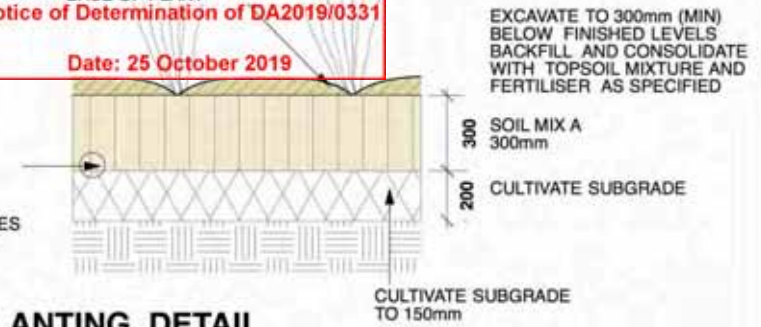 otice of Determination of DA2019/0331
Date: 25 October 2019
EXCAVATE TO 300mm (MIN)
BELOW FINISHED LEVELS
BACKFILL AND CONSOLIDATE
WITH TOPSOIL MIXTURE AND
FERTILISER AS SPECIFIED
300
SOIL MIX A
300mm
200
CULTIVATE SUBGRADE
ES
CULTIVATE SUBGRADE
TO 150mm
ANTING DETAIL